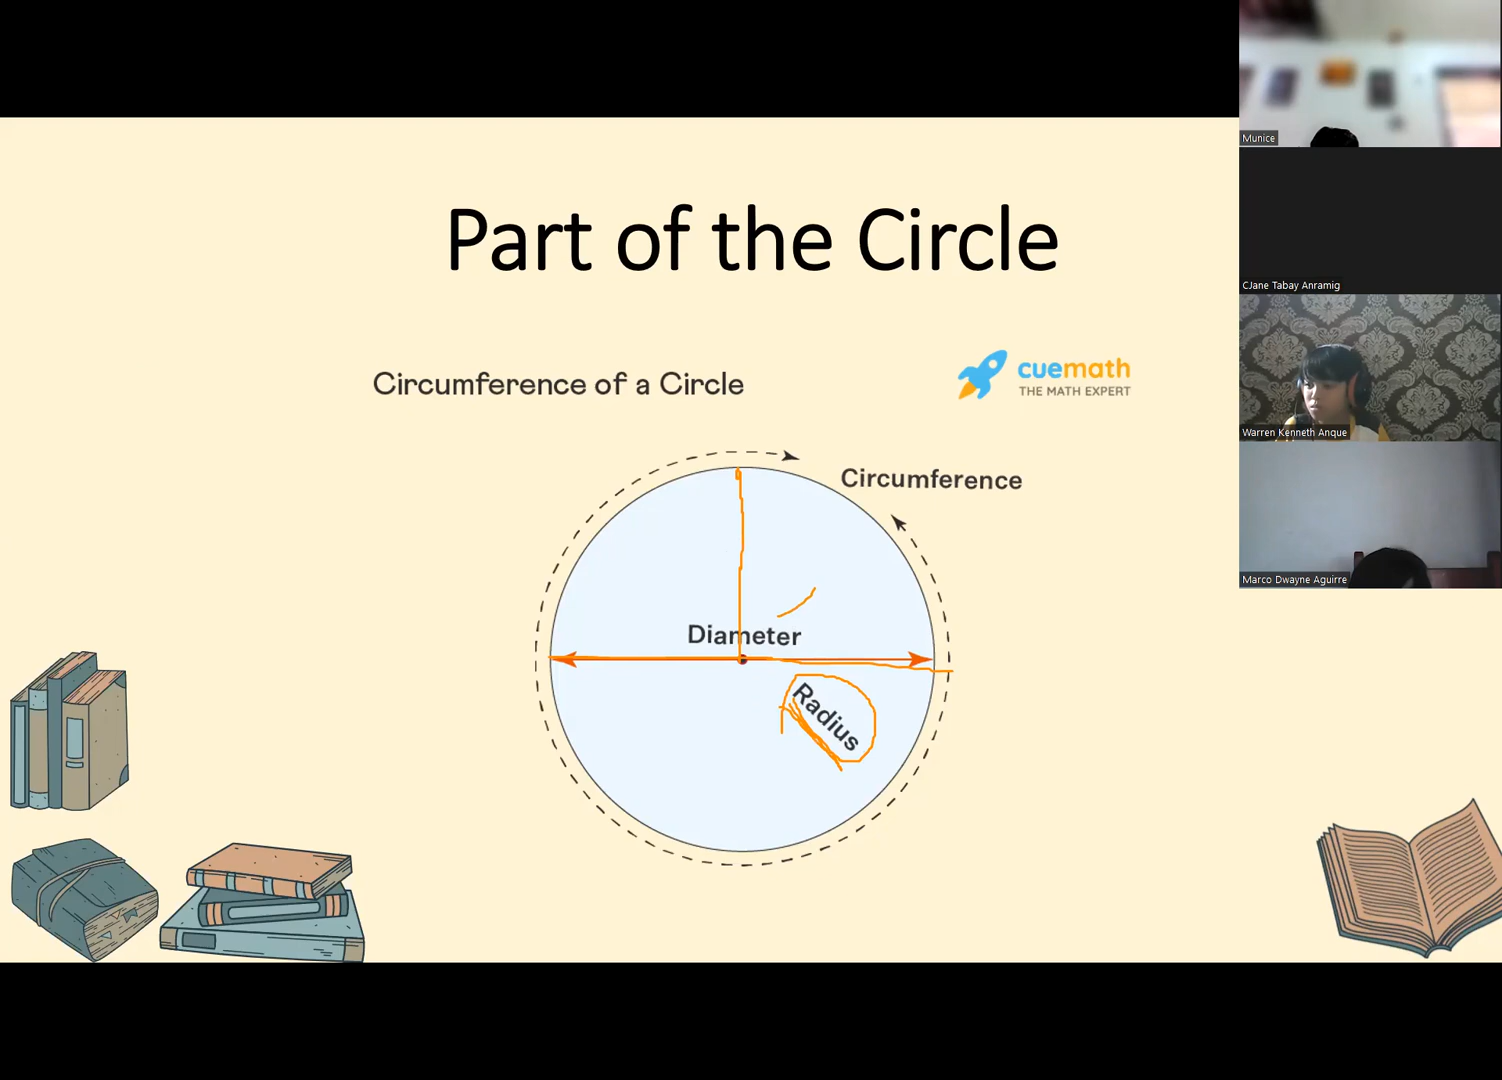 Part of the Circle
Circumference of a Circle
cuemath
THE MATH EXPERT
Circumference
Diameter
Radius
Munice
CJane Tabay Anramig
Warren Kenneth Anque
Marco Dwayne Aguirre